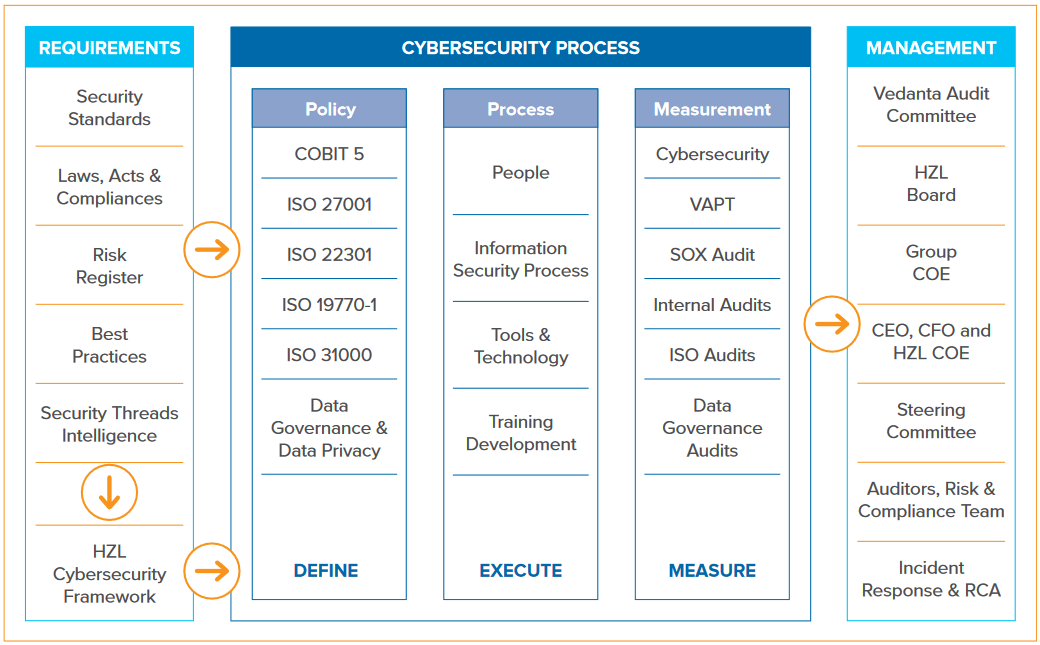 REQUIREMENTS
Security
Standards
Laws, Acts &
Compliances
Risk
Register
Best
Practices
Security Threads
Intelligence
HZL
Cybersecurity
Framework
CYBERSECURITY PROCESS
Policy
COBIT 5
ISO 27001
ISO 22301
ISO 19770-1
ISO 31000
Data
Governance &
Data Privacy
DEFINE
Process
People
Information
Security Process
Tools &
Technology
Training
Development
EXECUTE
Measurement
Cybersecurity
VAPT
SOX Audit
Internal Audits
ISO Audits
Data
Governance
Audits
MEASURE
MANAGEMENT
Vedanta Audit
Committee
HZL
Board
Group
COE
CEO, CFO and
HZL COE
Steering
Committee
Auditors, Risk &
Compliance Team
Incident
Response & RCA